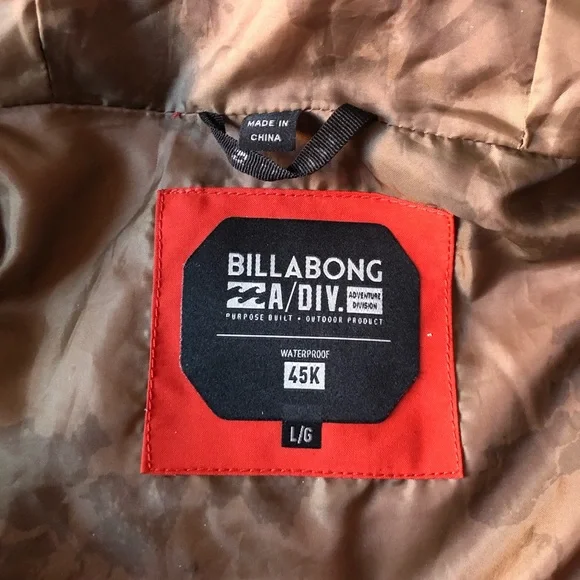 MADE IN
CHINA
BILLABONG
A/DIV. ADVENTURE DIVISION
PURPOSE BUILT • OUTDOOR PRODUCT
WATERPROOF
45K
L/G